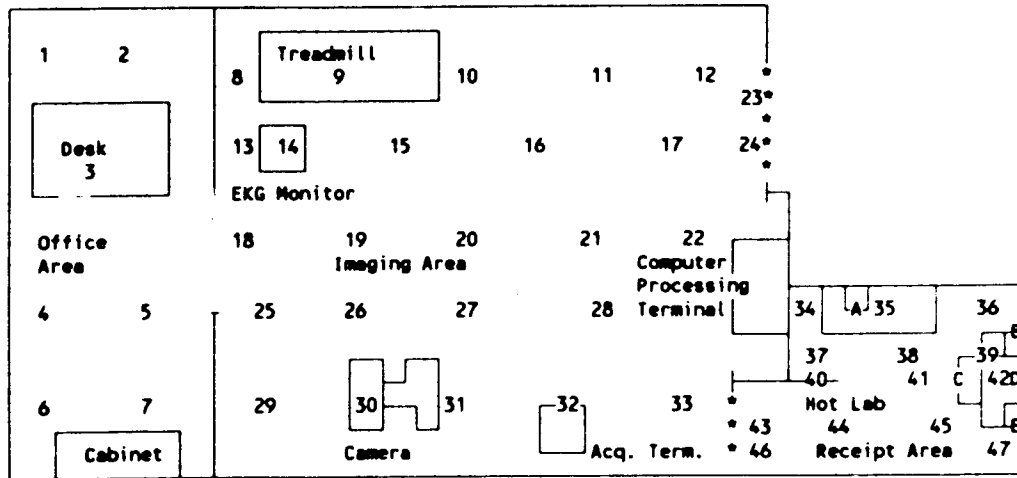 1 2 Treadmill
8 9 10 11 12 *
23 *
*
Desk 13 14 15 16 17 24 *
3 *
EKG Monitor
Office 18 19 20 21 22
Area Imaging Area Computer
Processing
4 5 25 26 27 28 Terminal 34 A 35 36
37 38 39
40 41 C 42
6 7 29 30 31 32 33 * Hot Lab
* 43 44 45
Cabinet Camera Acq. Term. * 46 Receipt Area 47